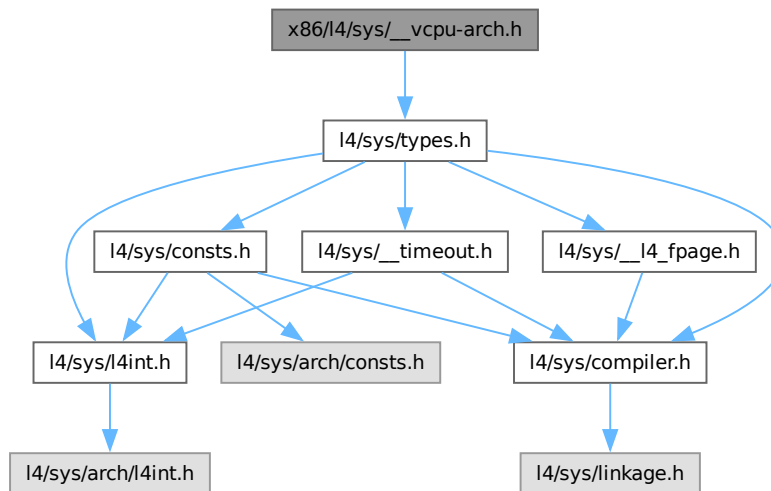 x86/l4/sys/__vcpu-arch.h
l4/sys/types.h
l4/sys/consts.h
l4/sys/__timeout.h
l4/sys/__l4_fpage.h
l4/sys/l4int.h
l4/sys/arch/consts.h
l4/sys/compiler.h
l4/sys/arch/l4int.h
l4/sys/linkage.h